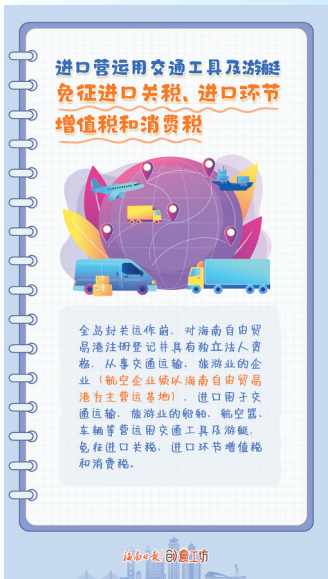 进口营运用交通工具及游艇
免征进口关税、进口环节
增值税和消费税
全岛封关运作前，对海南自由贸
易港注册登记并具有独立法人资
格，从事交通运输、旅游业的企
业（航空企业须以海南自由贸易
港为主营运基地），进口用于交
通运输、旅游业的船舶、航空器、
车辆等营运用交通工具及游艇，
免征进口关税、进口环节增值税
和消费税。
海南日报 创意工坊